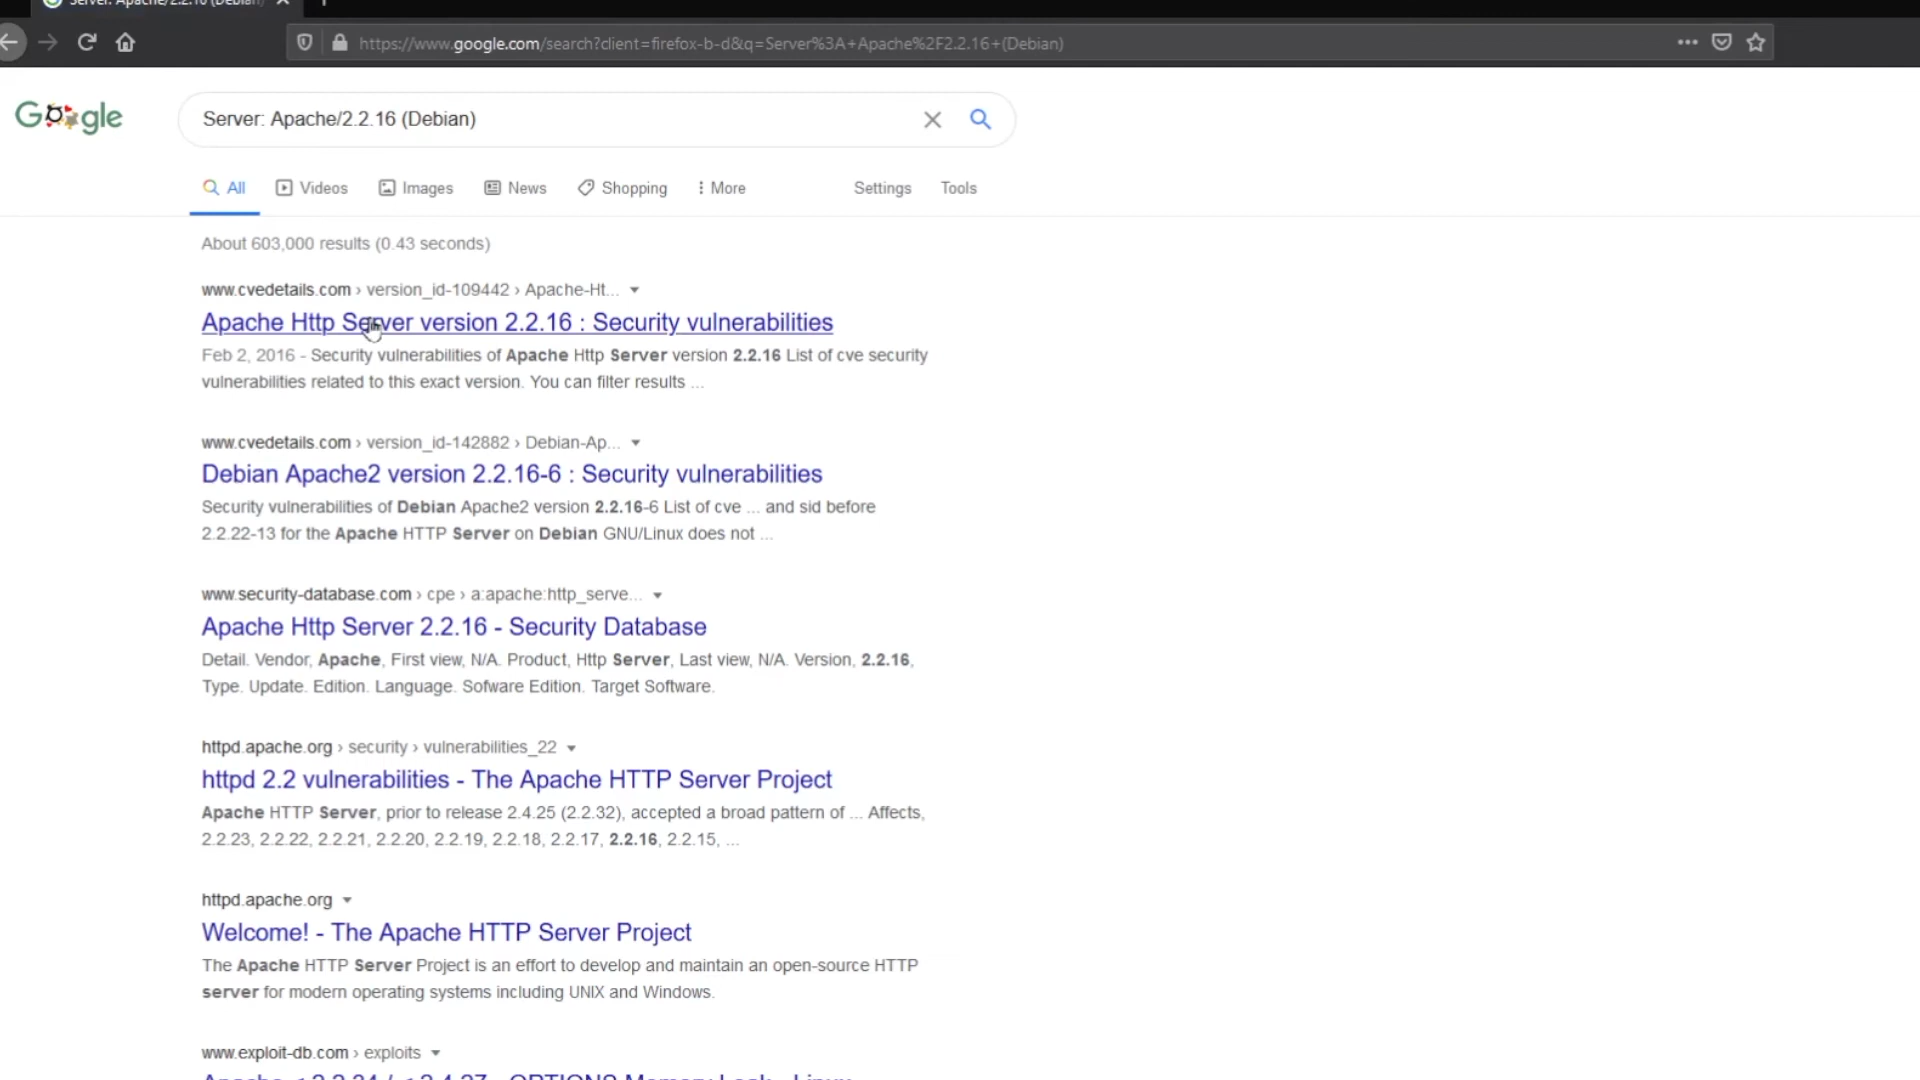 Server: Apache/2.2.16 (Debian)
https://www.google.com/search?client=firefox-b-d&q=Server%3A+Apache%2F2.2.16+(Debian)
Google
Server: Apache/2.2.16 (Debian)
All Videos Images News Shopping More Settings Tools
About 603,000 results (0.43 seconds)
www.cvedetails.com › version_id-109442 › Apache-Ht...
Apache Http Server version 2.2.16 : Security vulnerabilities
Feb 2, 2016 - Security vulnerabilities of Apache Http Server version 2.2.16 List of cve security
vulnerabilities related to this exact version. You can filter results ...
www.cvedetails.com › version_id-142882 › Debian-Ap...
Debian Apache2 version 2.2.16-6 : Security vulnerabilities
Security vulnerabilities of Debian Apache2 version 2.2.16-6 List of cve ... and sid before
2.2.22-13 for the Apache HTTP Server on Debian GNU/Linux does not ...
www.security-database.com › cpe › a:apache:http_serve...
Apache Http Server 2.2.16 - Security Database
Detail. Vendor, Apache, First view, N/A. Product, Http Server, Last view, N/A. Version, 2.2.16,
Type. Update. Edition. Language. Sofware Edition. Target Software.
httpd.apache.org › security › vulnerabilities_22
httpd 2.2 vulnerabilities - The Apache HTTP Server Project
Apache HTTP Server, prior to release 2.4.25 (2.2.32), accepted a broad pattern of ... Affects,
2.2.23, 2.2.22, 2.2.21, 2.2.20, 2.2.19, 2.2.18, 2.2.17, 2.2.16, 2.2.15, ...
httpd.apache.org
Welcome! - The Apache HTTP Server Project
The Apache HTTP Server Project is an effort to develop and maintain an open-source HTTP
server for modern operating systems including UNIX and Windows.
www.exploit-db.com › exploits
Apache < 2.2.34 / < 2.4.27 - OPTIONS Memory Leak - Linux